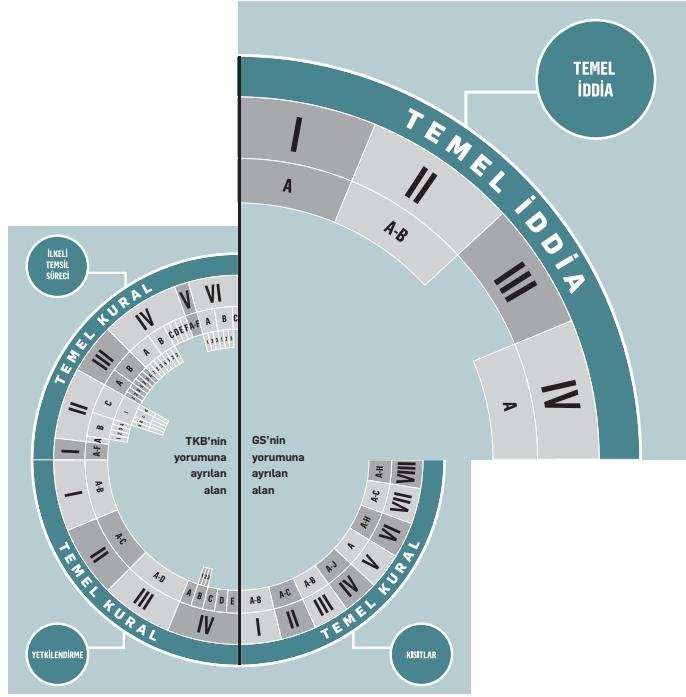 TEMEL
İDDİA
TEMEL İDDİA
I
II
III
IV
A
A-B
A
İLKELİ
TEMSİL
SÜRECİ
TEMEL KURAL
I
II
III
IV
V
VI
A-F
A
B
C
A
B
A
B
C
D
E
F
A-F
A
B
C
TKB'nin
yorumuna
ayrılan
alan
GS'nin
yorumuna
ayrılan
alan
TEMEL KURAL
I
II
III
IV
A-B
A-C
A-D
A
B
C
D
E
YETKİLENDİRME
TEMEL KURAL
I
II
III
IV
V
VI
VII
VIII
A-B
A-C
A-B
A-J
A
A-H
A-C
A-H
KISITLAR